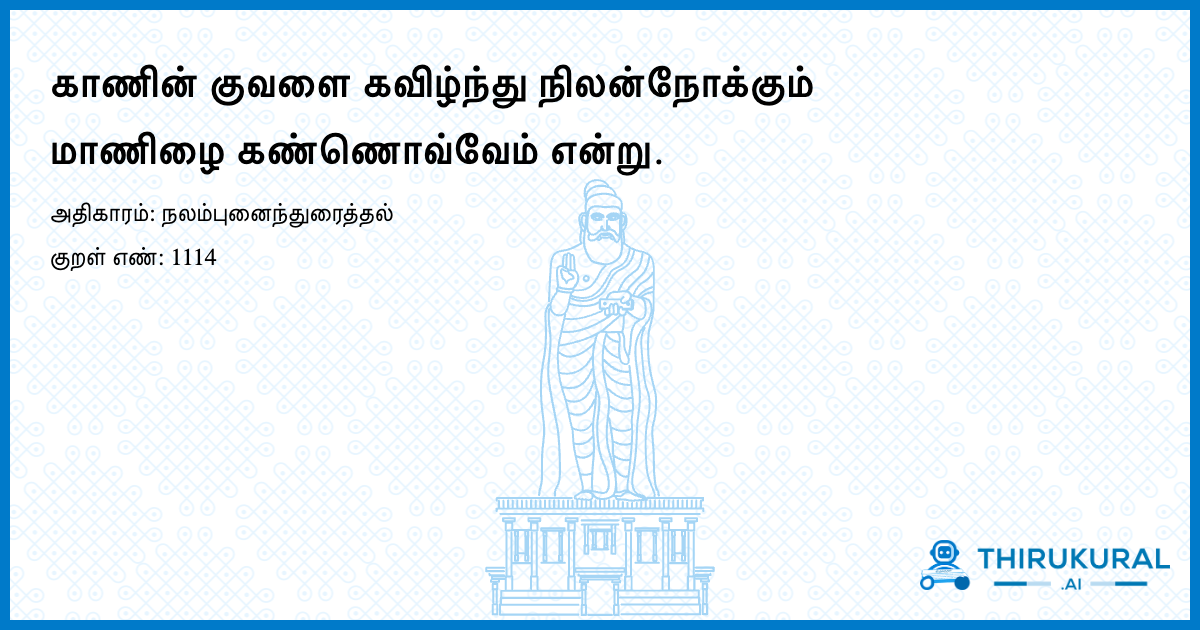 காணின் குவளை கவிழ்ந்து நிலன்நோக்கும்
மாணிழை கண்ணொவ்வேம் என்று.
அதிகாரம்: நலம்புனைந்துரைத்தல்
குறள் எண்: 1114
THIRUKURAL
.AI